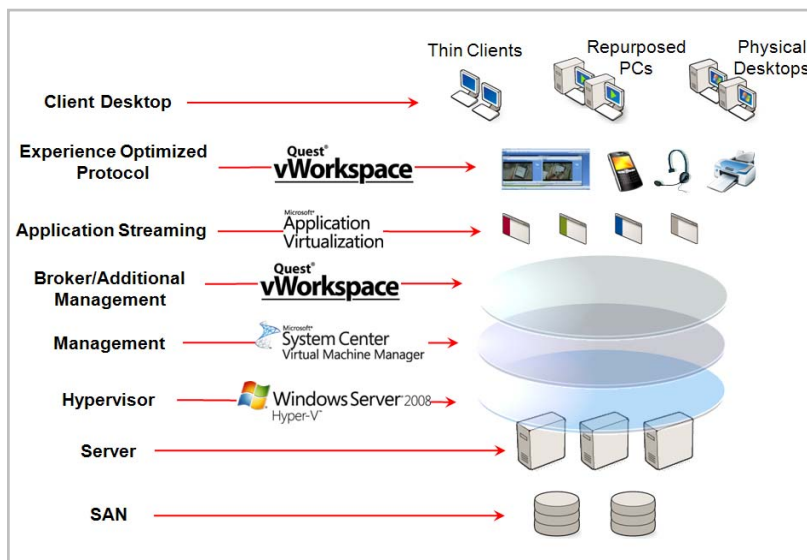 Thin Clients
Repurposed
PCs
Physical
Desktops
Client Desktop
Experience Optimized
Protocol
Quest®
vWorkspace
Application Streaming
Microsoft®
Application
Virtualization
Broker/Additional
Management
Quest®
vWorkspace
Management
Microsoft®
System Center
Virtual Machine Manager
Hypervisor
Windows Server®2008
Hyper-V™
Server
SAN